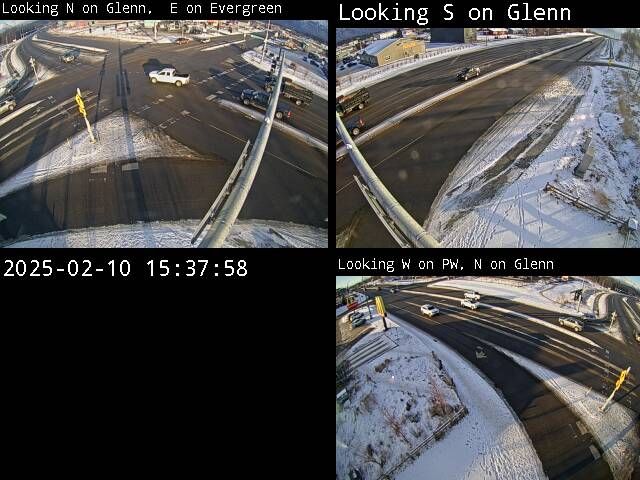 Looking N on Glenn,  E on Evergreen
Looking S on Glenn
2025-02-10 15:37:58
Looking W on PW, N on Glenn